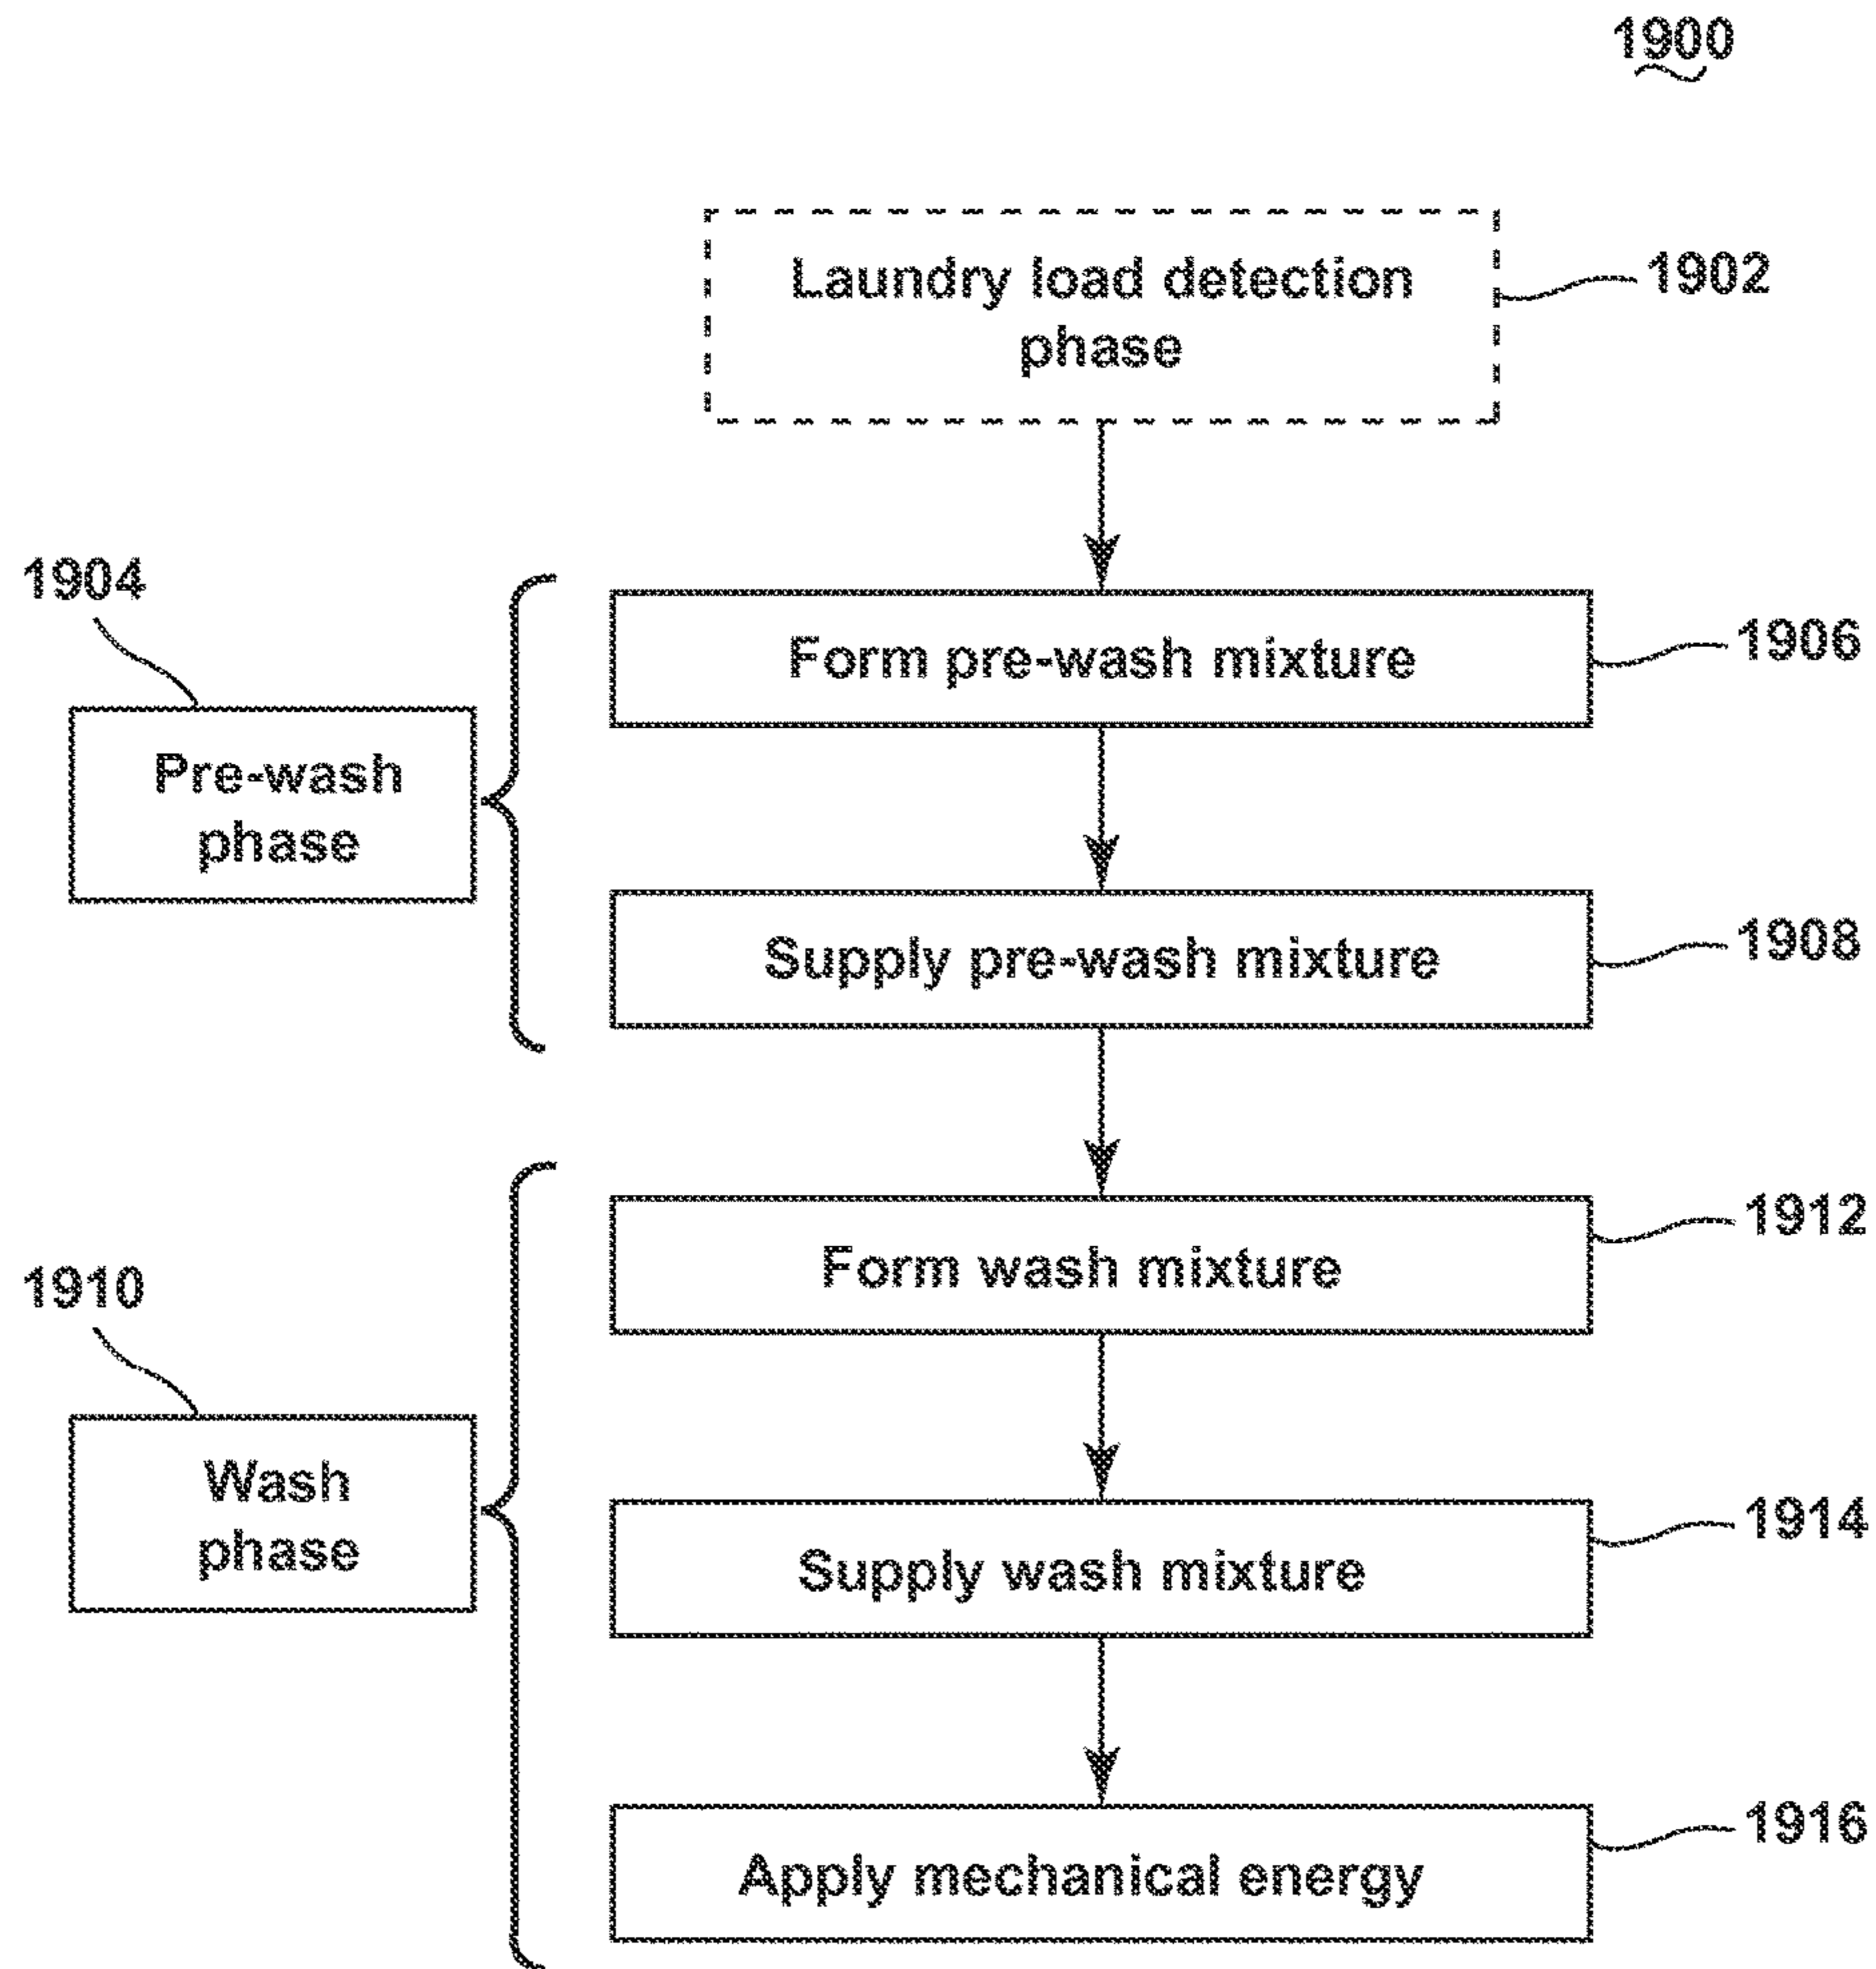 1900
Laundry load detection
phase
1902
1904
Form pre-wash mixture
1906
Pre-wash
phase
Supply pre-wash mixture
1908
Form wash mixture
1912
1910
Wash
phase
Supply wash mixture
1914
Apply mechanical energy
1916